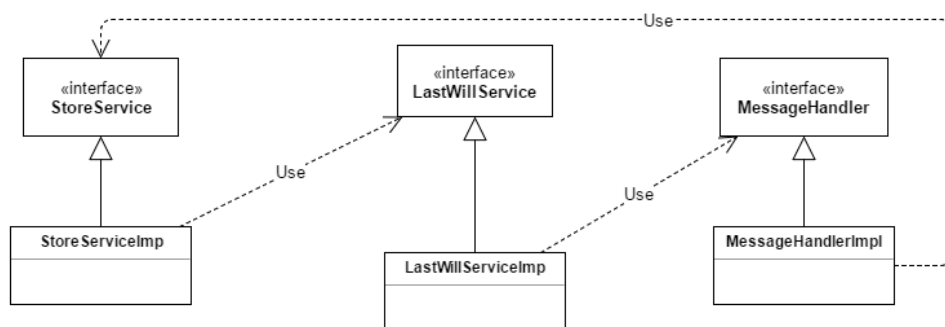 Use
«interface»
StoreService
«interface»
LastWillService
«interface»
MessageHandler
Use
Use
StoreServiceImp
LastWillServiceImp
MessageHandlerImpl